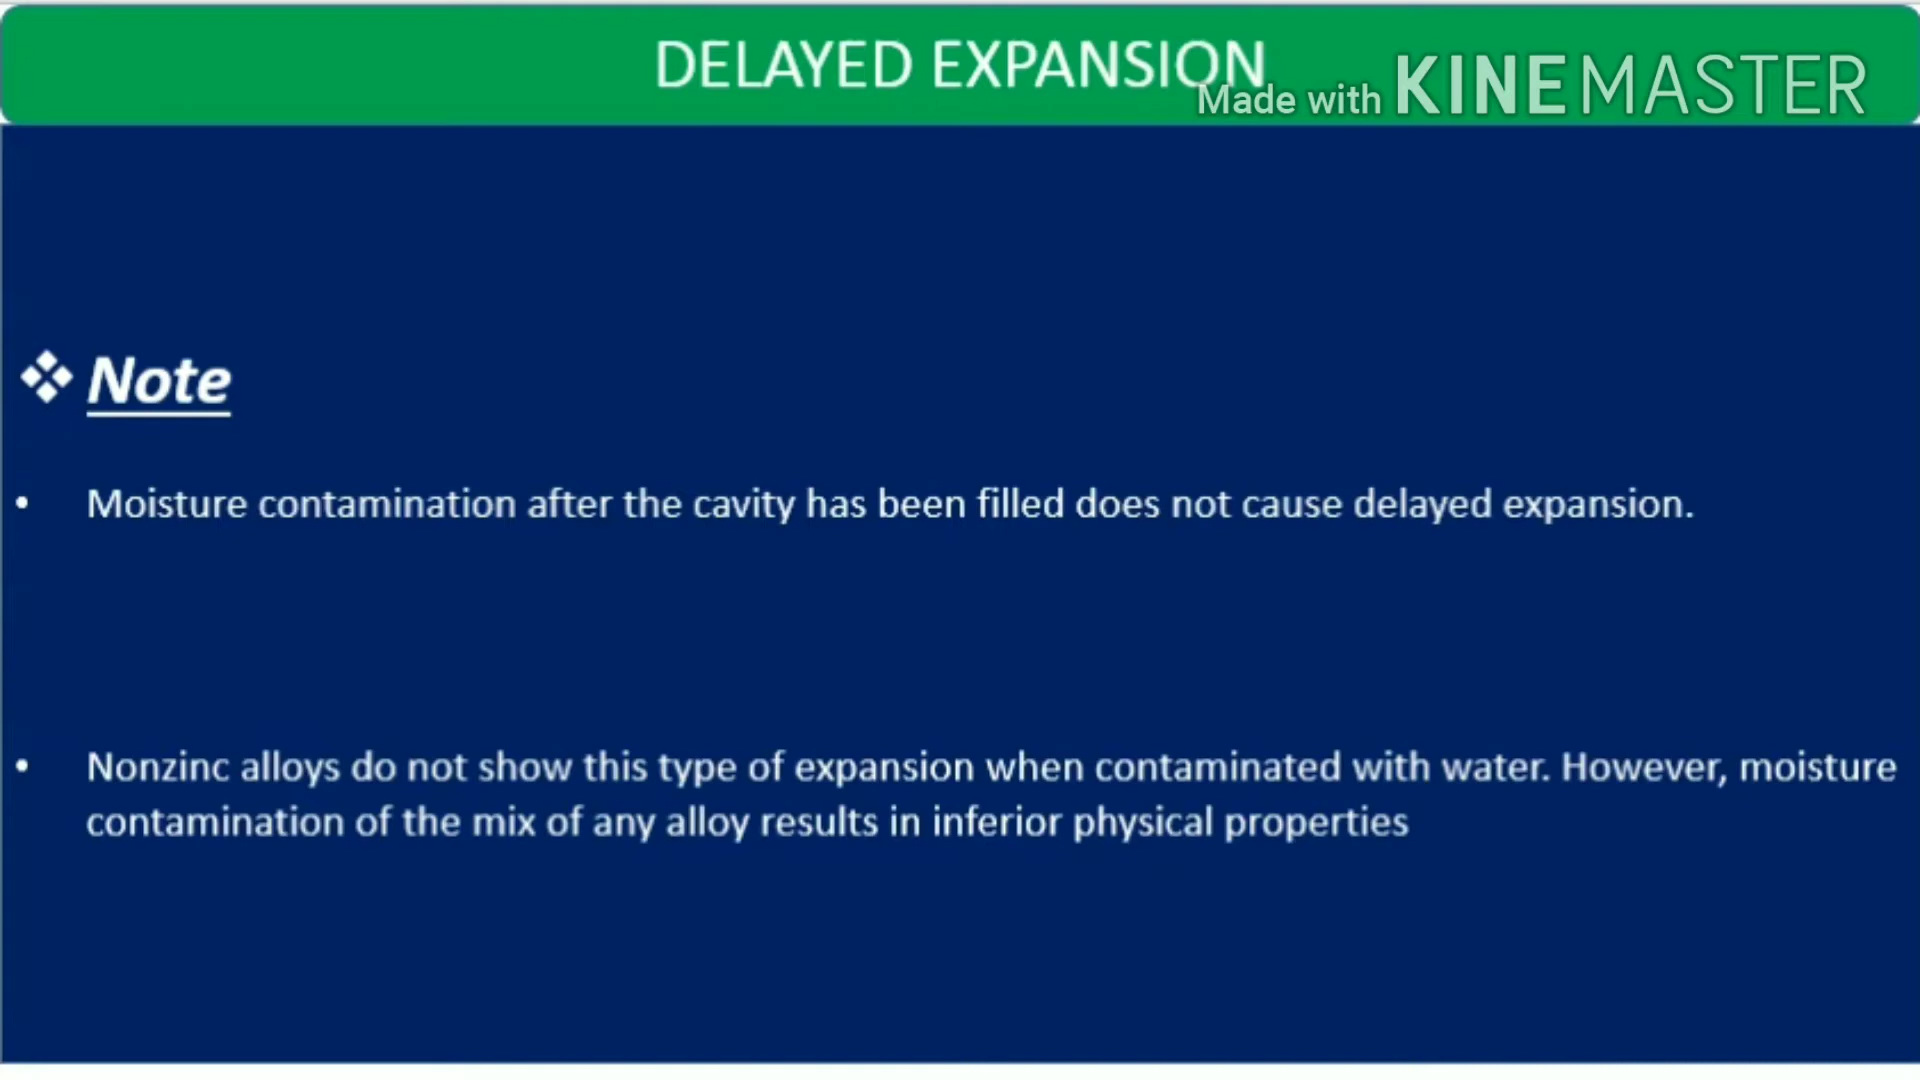 DELAYED EXPANSION
Made with KINEMASTER
❖ Note
• Moisture contamination after the cavity has been filled does not cause delayed expansion.
• Nonzinc alloys do not show this type of expansion when contaminated with water. However, moisture
contamination of the mix of any alloy results in inferior physical properties